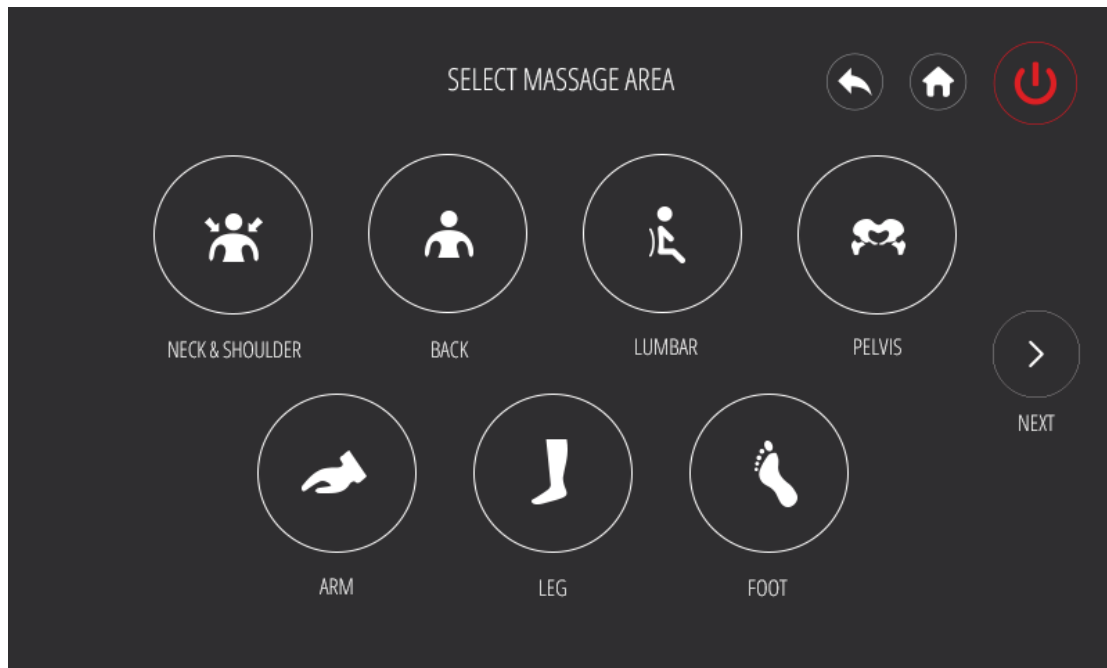 SELECT MASSAGE AREA
NECK & SHOULDER
BACK
LUMBAR
PELVIS
NEXT
ARM
LEG
FOOT